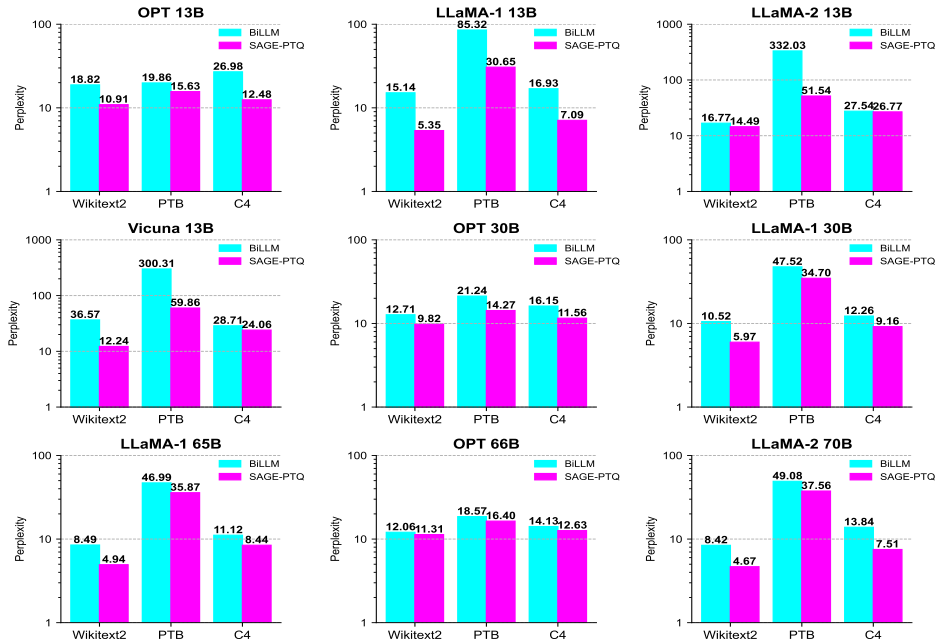 OPT 13B
100
10
1
Perplexity
BiLLM
SAGE-PTQ
18.82
10.91
19.86
15.63
26.98
12.48
Wikitext2
PTB
C4
LLaMA-1 13B
100
10
1
Perplexity
BiLLM
SAGE-PTQ
15.14
5.35
85.32
30.65
16.93
7.09
Wikitext2
PTB
C4
LLaMA-2 13B
1000
100
10
1
Perplexity
BiLLM
SAGE-PTQ
16.77
14.49
332.03
51.54
27.54
26.77
Wikitext2
PTB
C4
Vicuna 13B
1000
100
10
1
Perplexity
BiLLM
SAGE-PTQ
36.57
12.24
300.31
59.86
28.71
24.06
Wikitext2
PTB
C4
OPT 30B
100
10
1
Perplexity
BiLLM
SAGE-PTQ
12.71
9.82
21.24
14.27
16.15
11.56
Wikitext2
PTB
C4
LLaMA-1 30B
100
10
1
Perplexity
BiLLM
SAGE-PTQ
10.52
5.97
47.52
34.70
12.26
9.16
Wikitext2
PTB
C4
LLaMA-1 65B
100
10
1
Perplexity
BiLLM
SAGE-PTQ
8.49
4.94
46.99
35.87
11.12
8.44
Wikitext2
PTB
C4
OPT 66B
100
10
1
Perplexity
BiLLM
SAGE-PTQ
12.06
11.31
18.57
16.40
14.13
12.63
Wikitext2
PTB
C4
LLaMA-2 70B
100
10
1
Perplexity
BiLLM
SAGE-PTQ
8.42
4.67
49.08
37.56
13.84
7.51
Wikitext2
PTB
C4